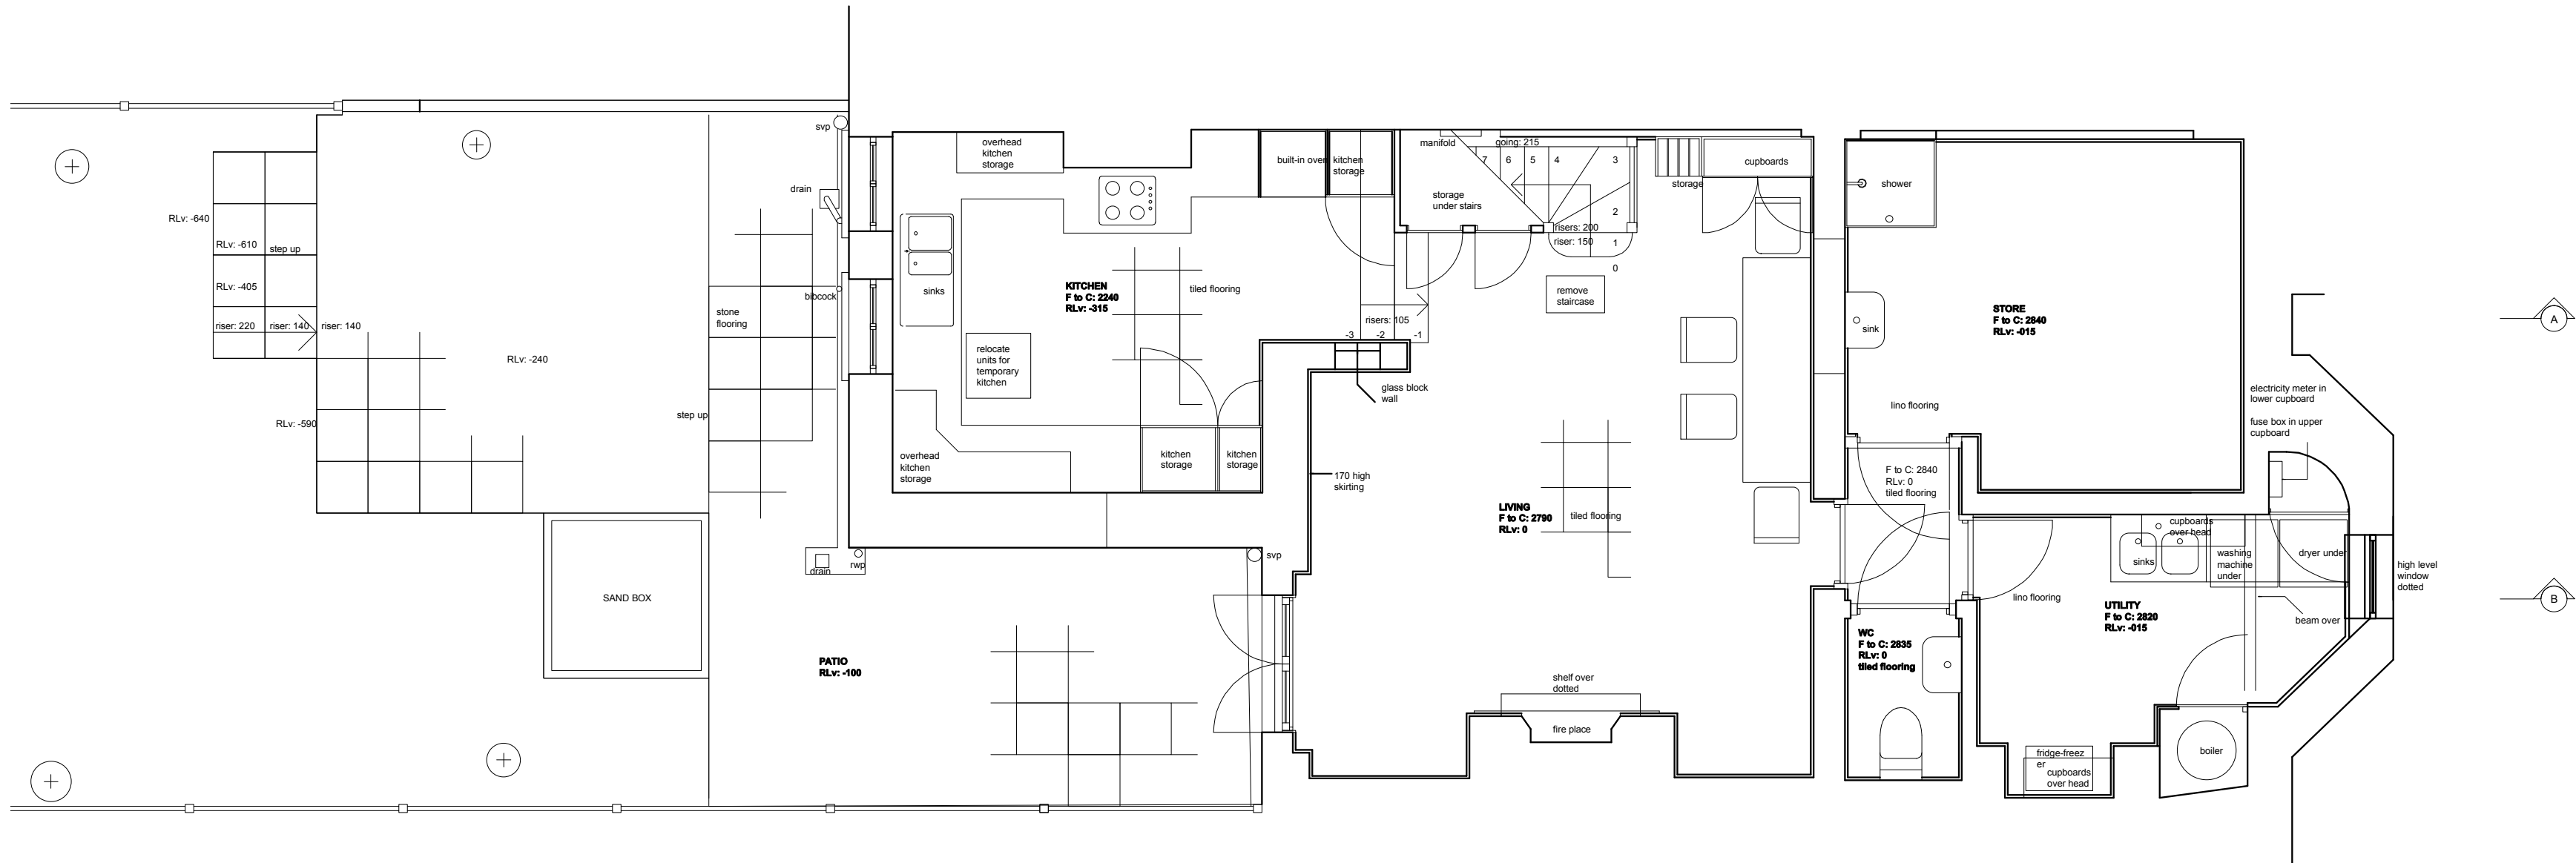 svp
overhead
kitchen
storage
built-in over
kitchen
storage
manifold
going: 215
7
6
5
4
3
2
1
0
storage
under stairs
risers: 200
riser: 150
storage
cupboards
shower
drain
RLv: -640
RLv: -610
step up
RLv: -405
riser: 220
riser: 140
riser: 140
RLv: -240
RLv: -590
bibcock
stone
flooring
step up
sinks
KITCHEN
F to C: 2240
RLv: -315
tiled flooring
relocate
units for
temporary
kitchen
risers: 105
-3
-2
-1
remove
staircase
glass block
wall
overhead
kitchen
storage
kitchen
storage
kitchen
storage
170 high
skirting
LIVING
F to C: 2790
RLv: 0
tiled flooring
sink
STORE
F to C: 2840
RLv: -015
lino flooring
A
electricity meter in
lower cupboard
fuse box in upper
cupboard
F to C: 2840
RLv: 0
tiled flooring
cupboards
over head
sinks
washing
machine
under
dryer under
high level
window
dotted
lino flooring
UTILITY
F to C: 2820
RLv: -015
beam over
B
drain
rwp
svp
SAND BOX
PATIO
RLv: -100
shelf over
dotted
fire place
WC
F to C: 2835
RLv: 0
tiled flooring
fridge-freez
er
cupboards
over head
boiler